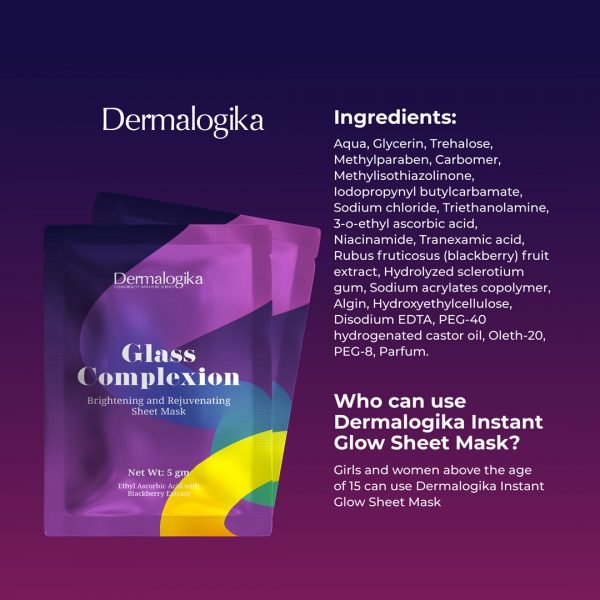 Dermalogika
Ingredients:
Aqua, Glycerin, Trehalose,
Methylparaben, Carbomer,
Methylisothiazolinone,
Iodopropynyl butylcarbamate,
Sodium chloride, Triethanolamine,
3-o-ethyl ascorbic acid,
Niacinamide, Tranexamic acid,
Rubus fruticosus (blackberry) fruit
extract, Hydrolyzed sclerotium
gum, Sodium acrylates copolymer,
Algin, Hydroxyethylcellulose,
Disodium EDTA, PEG-40
hydrogenated castor oil, Oleth-20,
PEG-8, Parfum.
Who can use
Dermalogika Instant
Glow Sheet Mask?
Girls and women above the age
of 15 can use Dermalogika Instant
Glow Sheet Mask
Dermalogika
Glass
Complexion
Brightening and Rejuvenating
Sheet Mask
Net Wt: 5 gm
Ethyl Ascorbic Acid with
Blackberry Extract